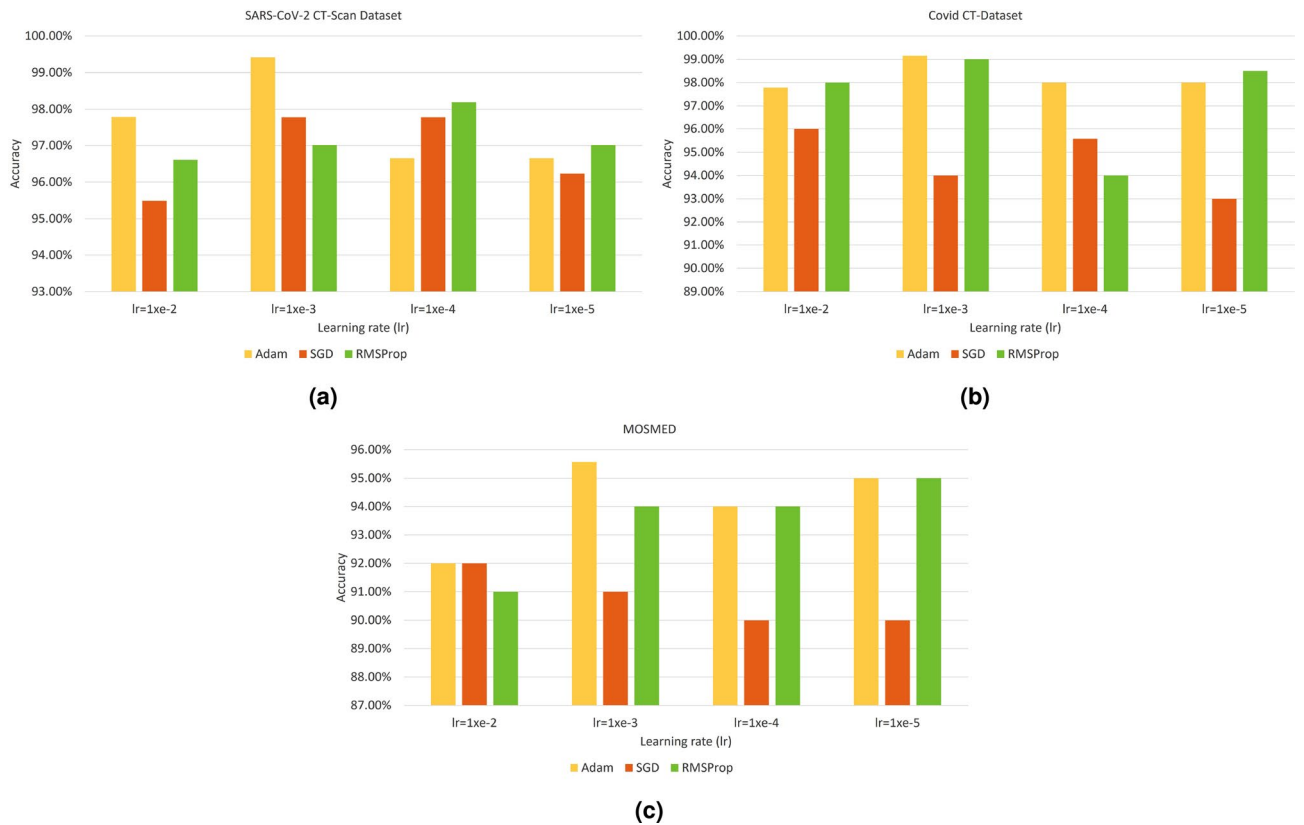 SARS-CoV-2 CT-Scan Dataset
100.00%
99.00%
98.00%
97.00%
96.00%
95.00%
94.00%
93.00%
Accuracy
lr=1xe-2 lr=1xe-3 lr=1xe-4 lr=1xe-5
Learning rate (lr)
Adam SGD RMSProp
(a)
Covid CT-Dataset
100.00%
99.00%
98.00%
97.00%
96.00%
95.00%
94.00%
93.00%
92.00%
91.00%
90.00%
89.00%
Accuracy
lr=1xe-2 lr=1xe-3 lr=1xe-4 lr=1xe-5
Learning rate (lr)
Adam SGD RMSProp
(b)
MOSMED
96.00%
95.00%
94.00%
93.00%
92.00%
91.00%
90.00%
89.00%
88.00%
87.00%
Accuracy
lr=1xe-2 lr=1xe-3 lr=1xe-4 lr=1xe-5
Learning rate (lr)
Adam SGD RMSProp
(c)